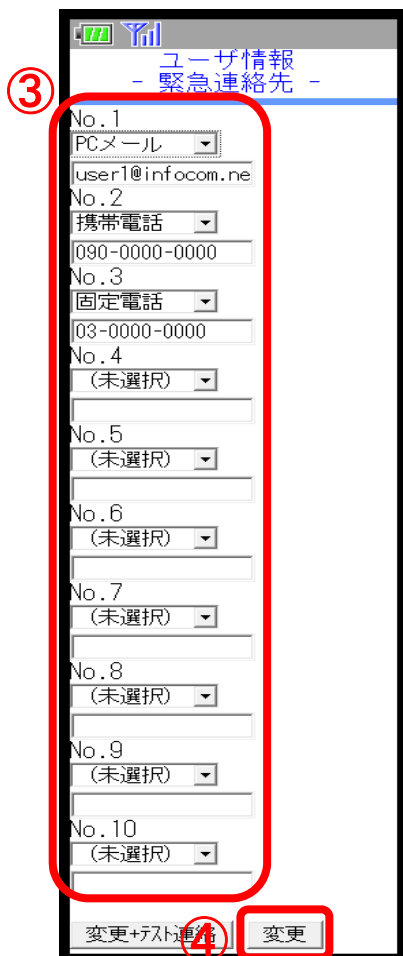 ユーザ情報
- 緊急連絡先 -
③
No.1
PCメール
user1@infocom.ne
No.2
携帯電話
090-0000-0000
No.3
固定電話
03-0000-0000
No.4
(未選択)
No.5
(未選択)
No.6
(未選択)
No.7
(未選択)
No.8
(未選択)
No.9
(未選択)
No.10
(未選択)
変更+テスト連絡 ④ 変更